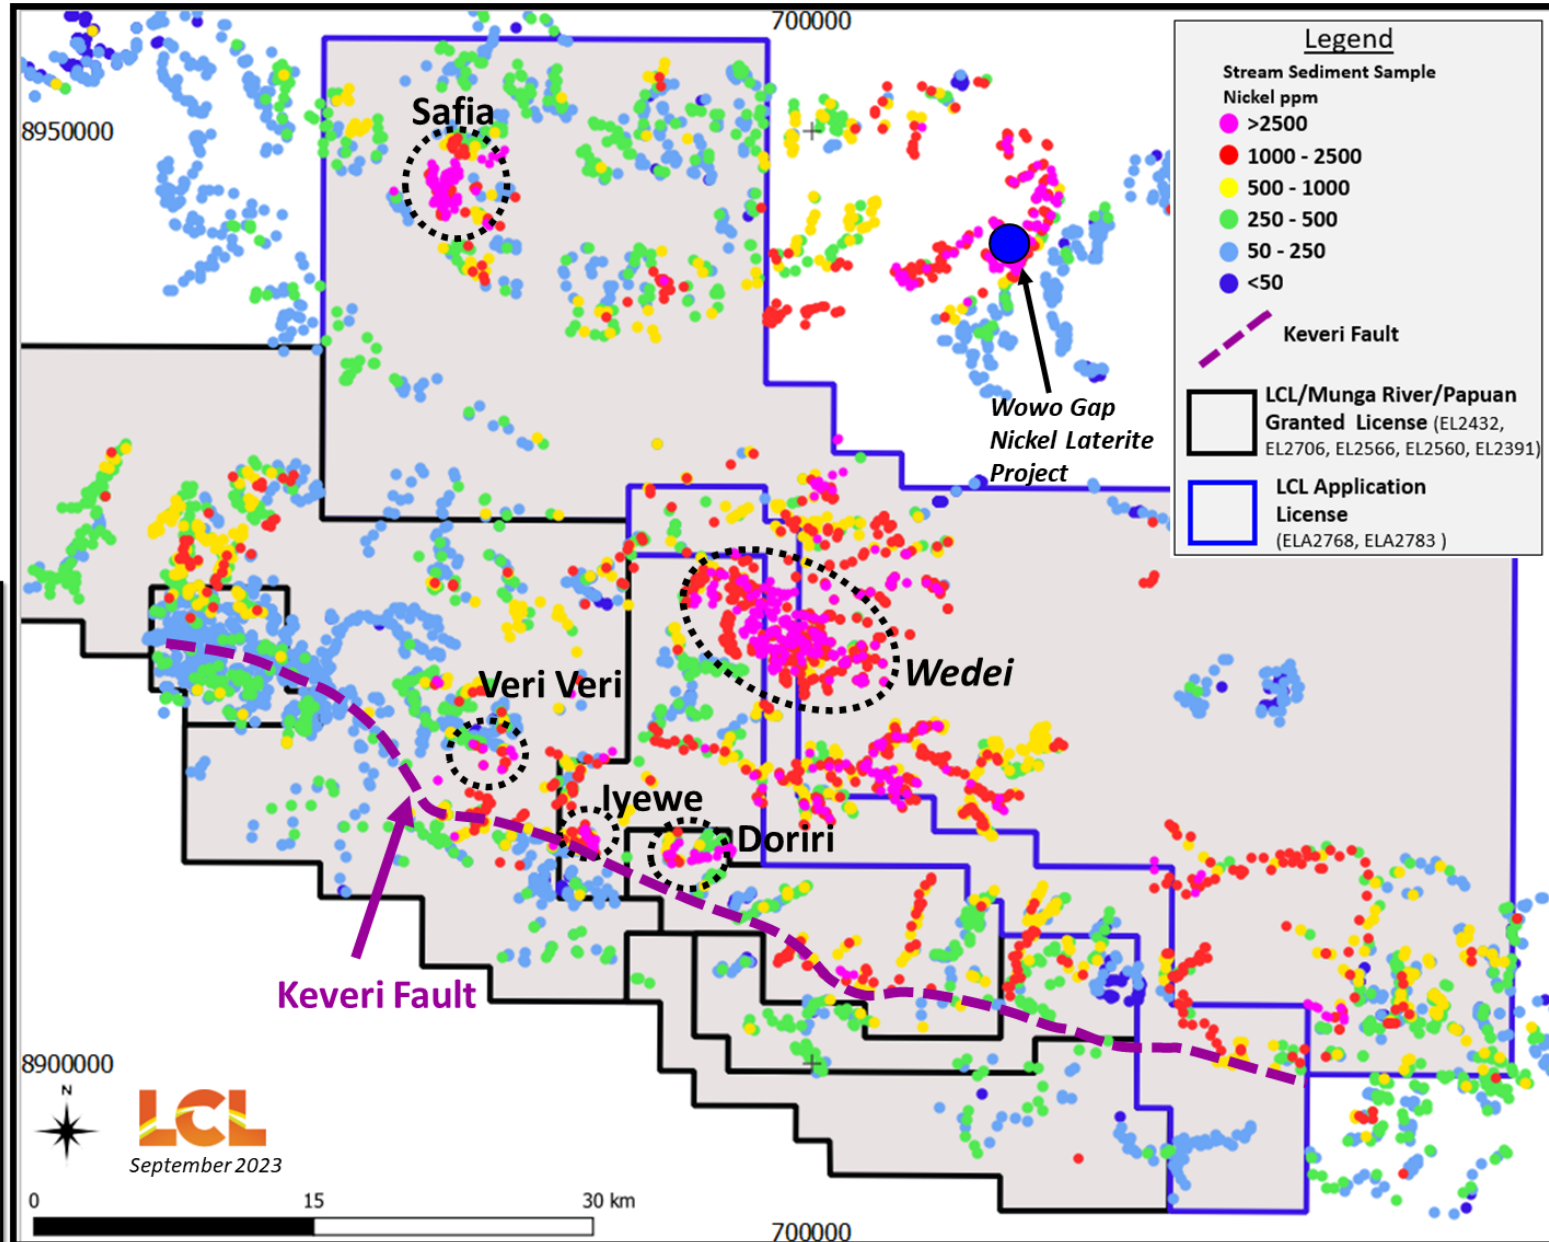 700000
Legend
Stream Sediment Sample
Nickel ppm
>2500
1000 - 2500
500 - 1000
250 - 500
50 - 250
<50
Keveri Fault
LCL/Munga River/Papuan
Granted License (EL2432,
EL2706, EL2566, EL2560, EL2391)
LCL Application
License
(ELA2768, ELA2783 )
Safia
8950000
Wowo Gap
Nickel Laterite
Project
Veri Veri
Wedei
Iyewe
Doriri
Keveri Fault
8900000
N
LCL
September 2023
0 15 30 km
700000